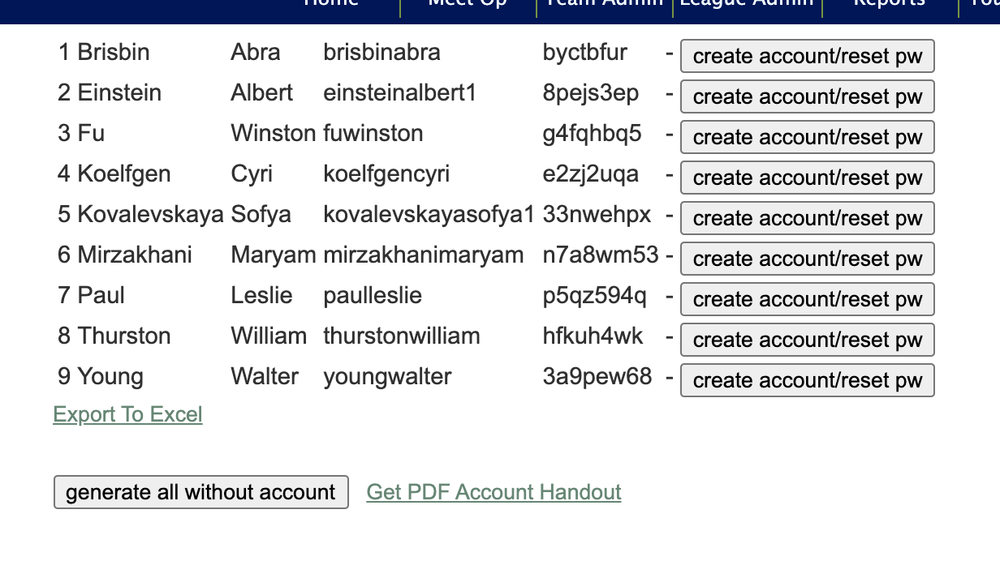 Home Meet Op Team Admin League Admin Reports
1 Brisbin Abra brisbinabra byctbfur - create account/reset pw
2 Einstein Albert einsteinalbert1 8pejs3ep - create account/reset pw
3 Fu Winston fuwinston g4fqhbq5 - create account/reset pw
4 Koelfgen Cyri koelfgencyri e2zj2uqa - create account/reset pw
5 Kovalevskaya Sofya kovalevskayasofya1 33nwehpx - create account/reset pw
6 Mirzakhani Maryam mirzakhanimaryam n7a8wm53 - create account/reset pw
7 Paul Leslie paulleslie p5qz594q - create account/reset pw
8 Thurston William thurstonwilliam hfkuh4wk - create account/reset pw
9 Young Walter youngwalter 3a9pew68 - create account/reset pw
Export To Excel
generate all without account Get PDF Account Handout